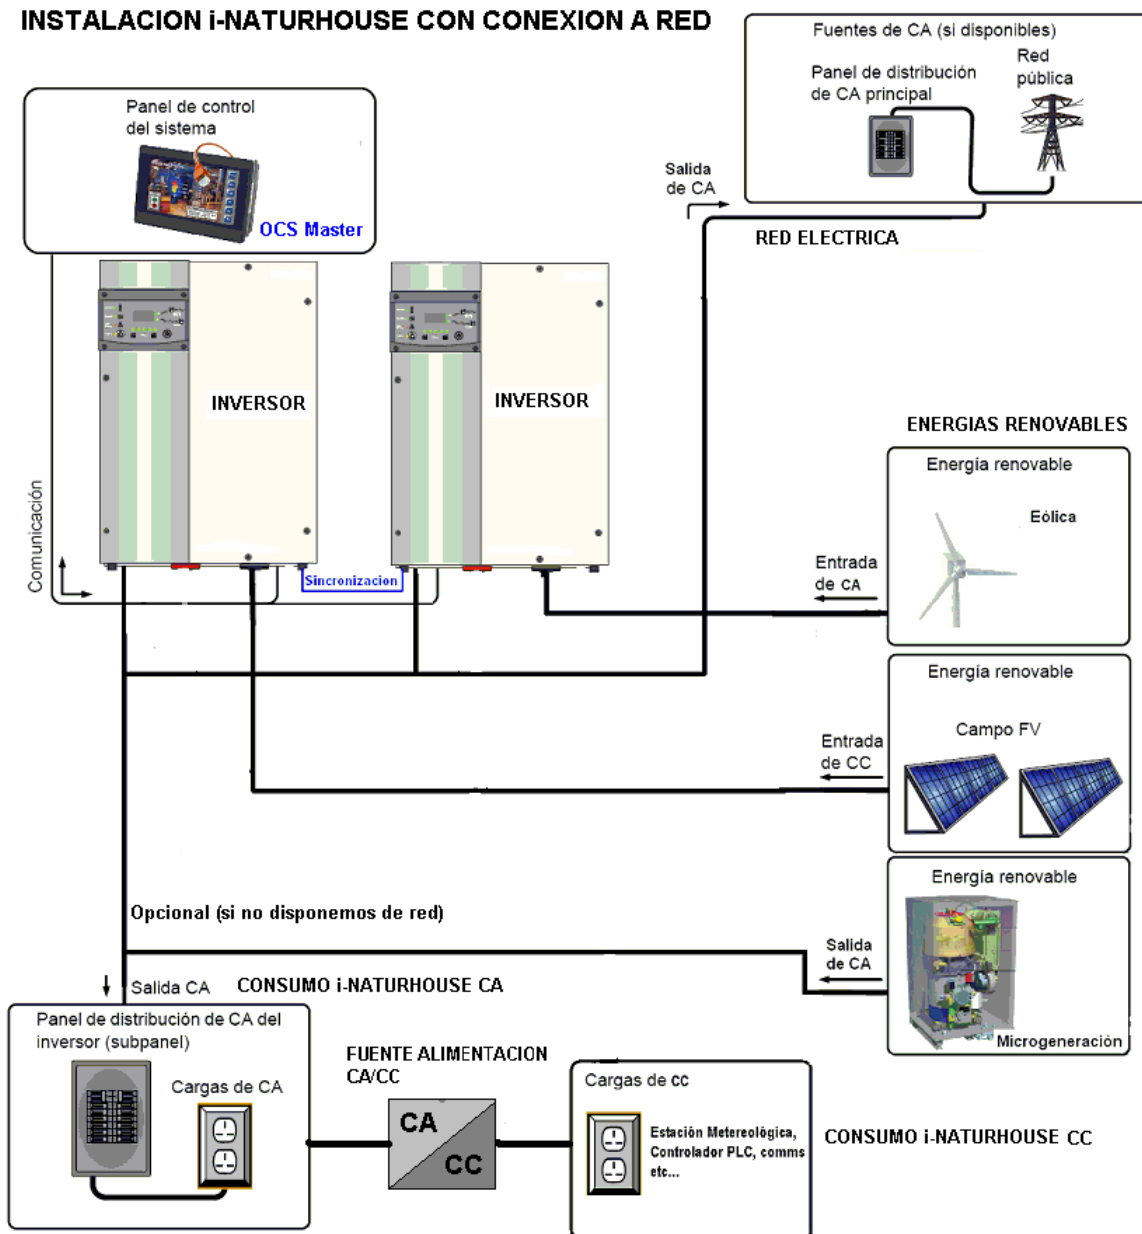 INSTALACION i-NATURHOUSE CON CONEXION A RED
Fuentes de CA (si disponibles)
Panel de distribución
de CA principal
Red
pública
Panel de control
del sistema
OCS Master
Salida
de CA
RED ELECTRICA
INVERSOR
INVERSOR
Comunicación
Sincronizacion
ENERGIAS RENOVABLES
Energía renovable
Eólica
Entrada
de CA
Energía renovable
Campo FV
Entrada
de CC
Energía renovable
Salida
de CA
Microgeneración
Opcional (si no disponemos de red)
Salida CA
CONSUMO i-NATURHOUSE CA
Panel de distribución de CA del
inversor (subpanel)
Cargas de CA
FUENTE ALIMENTACION
CA/CC
CA
CC
Cargas de CC
Estación Metereológica,
Controlador PLC, comms
etc...
CONSUMO i-NATURHOUSE CC